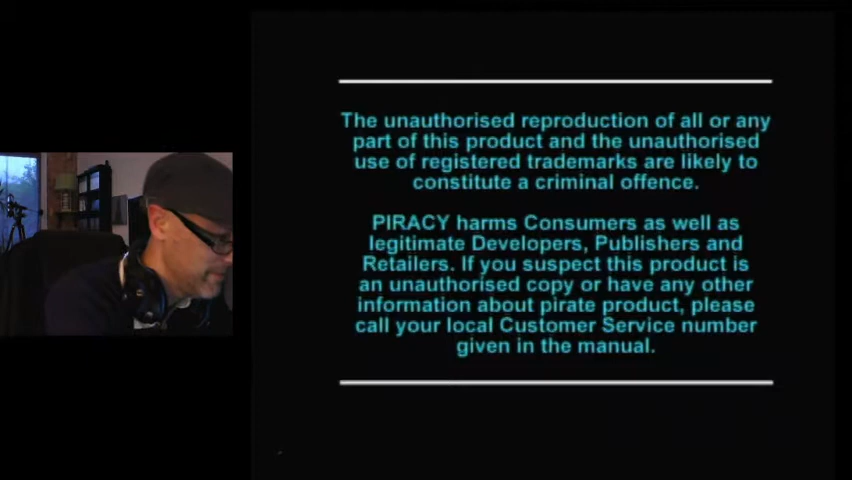 The unauthorised reproduction of all or any
part of this product and the unauthorised
use of registered trademarks are likely to
constitute a criminal offence.
PIRACY harms Consumers as well as
legitimate Developers, Publishers and
Retailers. If you suspect this product is
an unauthorised copy or have any other
information about pirate product, please
call your local Customer Service number
given in the manual.